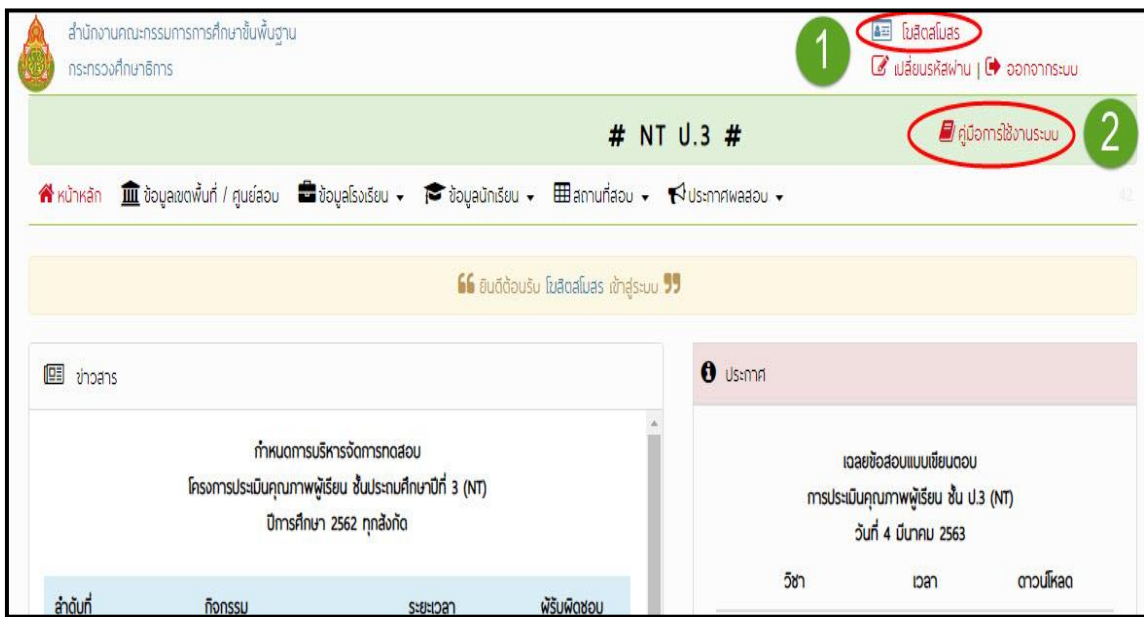 สำนักงานคณะกรรมการการศึกษาขั้นพื้นฐาน
กระทรวงศึกษาธิการ
1
โฆสิตสโมสร
เปลี่ยนรหัสผ่าน | ออกจากระบบ
# NT ป.3 #
คู่มือการใช้งานระบบ
2
หน้าหลัก ข้อมูลเขตพื้นที่ / ศูนย์สอบ ข้อมูลโรงเรียน ข้อมูลนักเรียน สถานที่สอบ ประกาศผลสอบ 42
ยินดีต้อนรับ โฆสิตสโมสร เข้าสู่ระบบ
ข่าวสาร
กำหนดการบริหารจัดการทดสอบ
โครงการประเมินคุณภาพผู้เรียน ชั้นประถมศึกษาปีที่ 3 (NT)
ปีการศึกษา 2562 ทุกสังกัด
ลำดับที่ กิจกรรม ระยะเวลา ผู้รับผิดชอบ
ประกาศ
เฉลยข้อสอบแบบเขียนตอบ
การประเมินคุณภาพผู้เรียน ชั้น ป.3 (NT)
วันที่ 4 มีนาคม 2563
วิชา เวลา ดาวน์โหลด